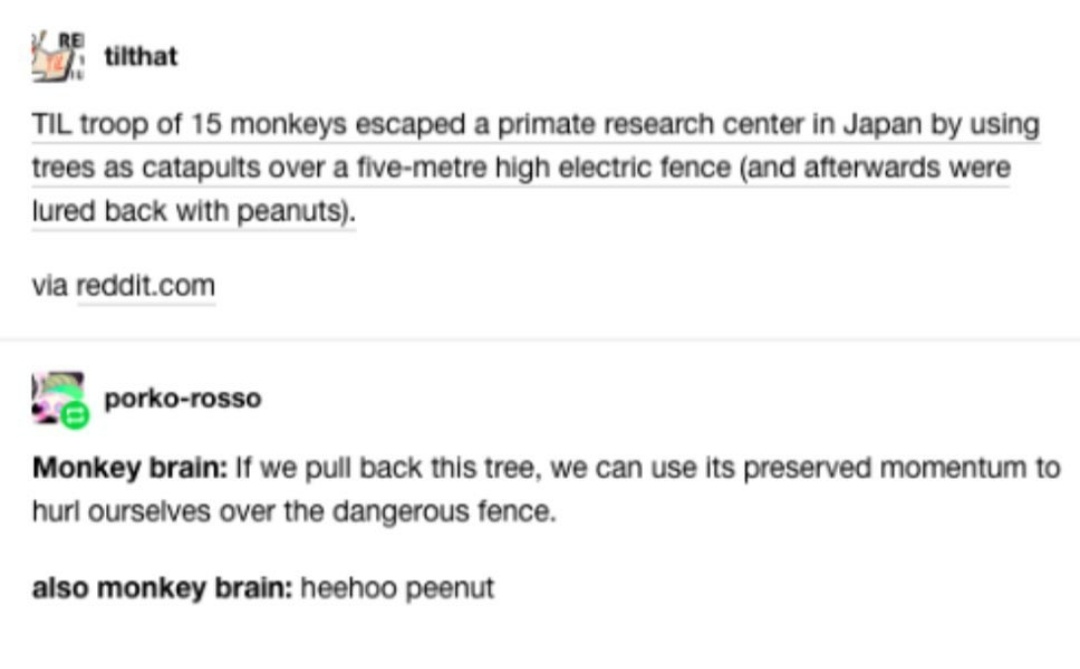 tilthat
TIL troop of 15 monkeys escaped a primate research center in Japan by using
trees as catapults over a five-metre high electric fence (and afterwards were
lured back with peanuts).
via reddit.com
porko-rosso
Monkey brain: If we pull back this tree, we can use its preserved momentum to
hurl ourselves over the dangerous fence.
also monkey brain: heehoo peenut